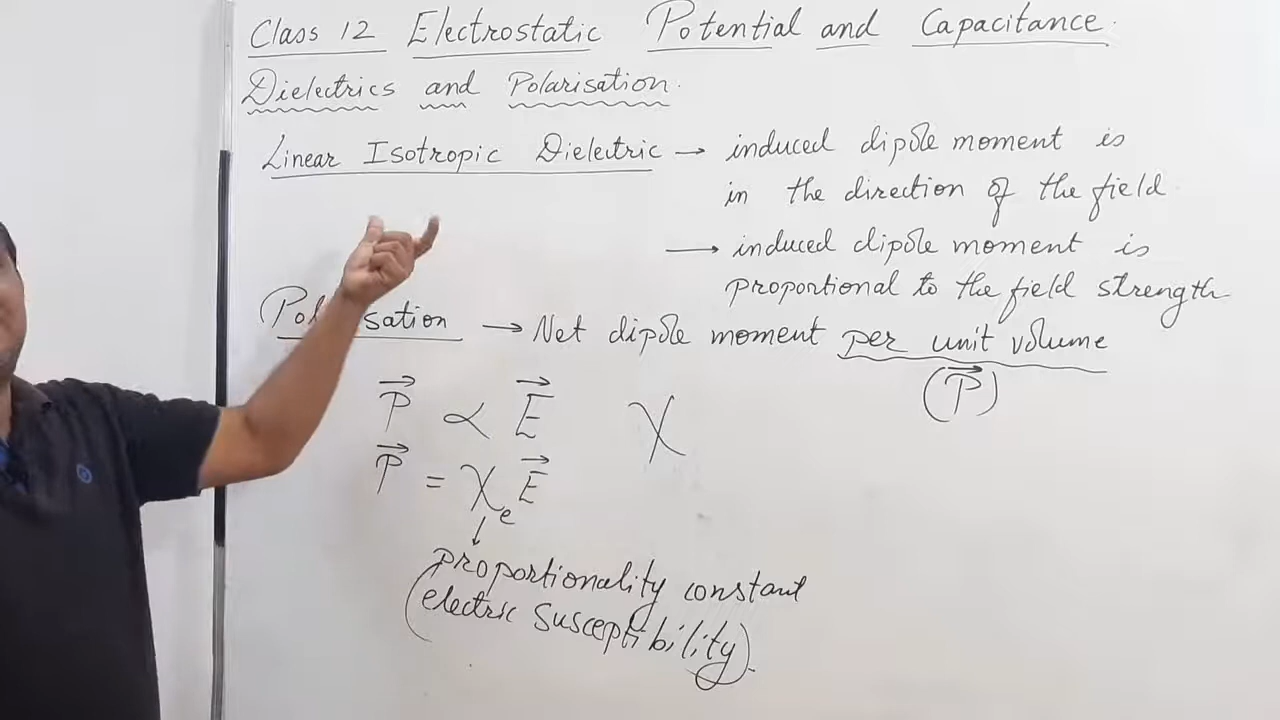 Class 12 Electrostatic Potential and Capacitance.
Dielectrics and Polarisation.
Linear Isotropic Dielectric → induced dipole moment is
in the direction of the field
→ induced dipole moment is
proportional to the field strength
Pol sation → Net dipole moment per unit volume
(P⃗)
P⃗ ∝ E⃗ χ
P⃗ = χₑ E⃗
↓
proportionality constant
(electric susceptibility).